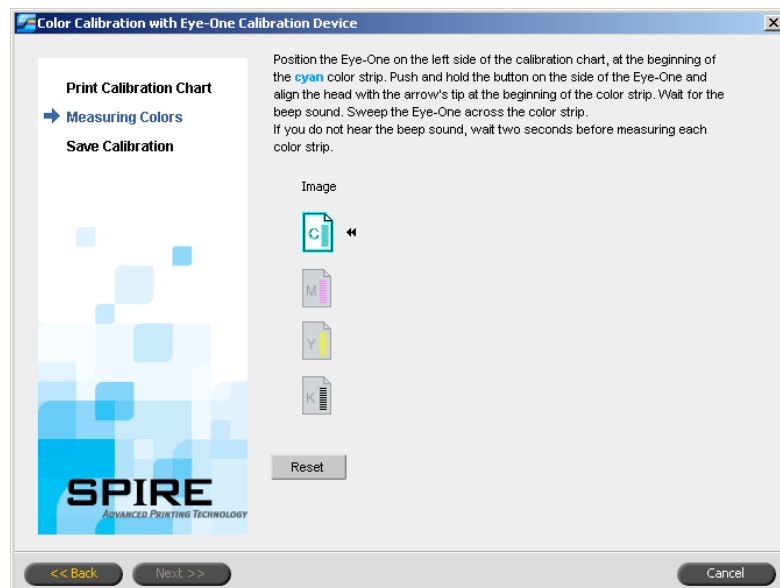 Color Calibration with Eye-One Calibration Device
Print Calibration Chart
Measuring Colors
Save Calibration
Position the Eye-One on the left side of the calibration chart, at the beginning of
the cyan color strip. Push and hold the button on the side of the Eye-One and
align the head with the arrow's tip at the beginning of the color strip. Wait for the
beep sound. Sweep the Eye-One across the color strip.
If you do not hear the beep sound, wait two seconds before measuring each
color strip.
Image
C
M
Y
K
Reset
SPIRE
ADVANCED PRINTING TECHNOLOGY
<< Back
Next >>
Cancel